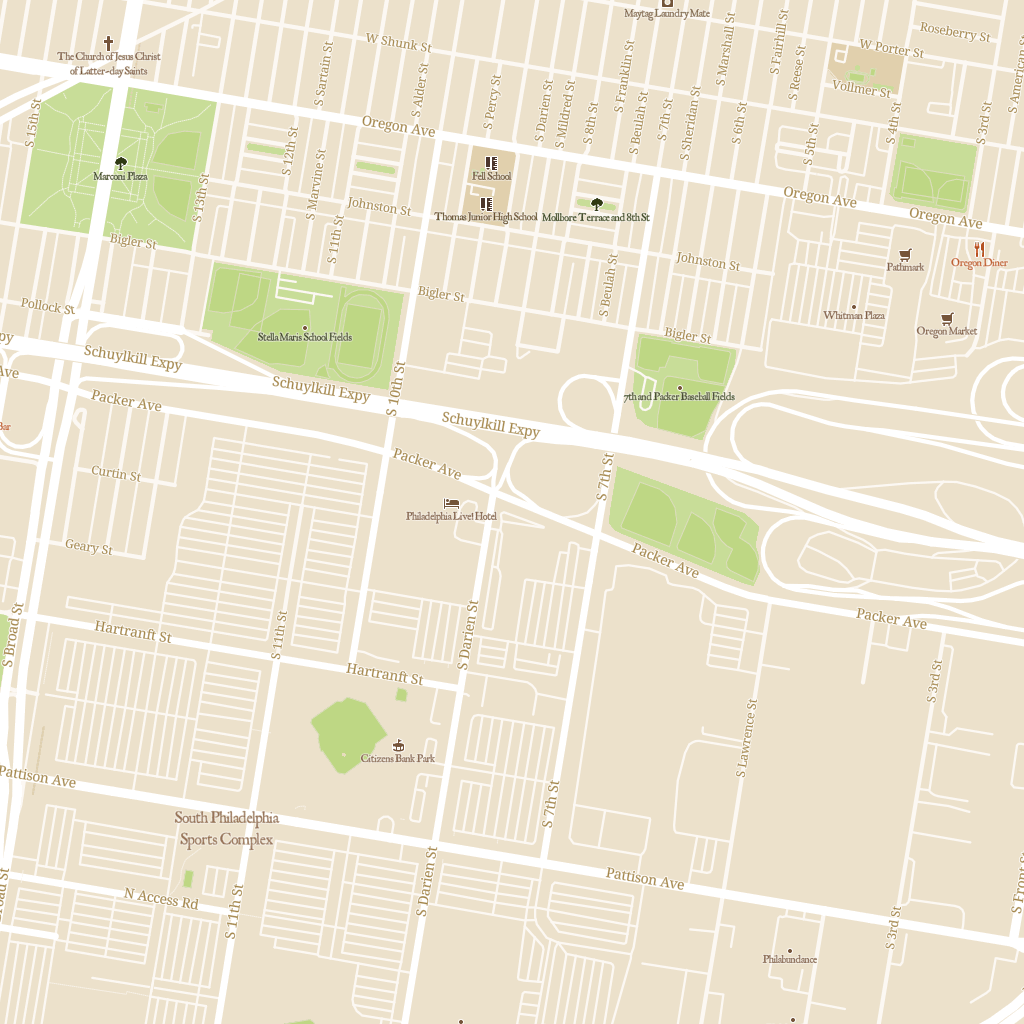 Maytag Laundry Mate
Roseberry St
W Shunk St
W Porter St
S Fairhill St
S Marshall St
S American S
The Church of Jesus Christ
of Latter-day Saints
S Sartain St
S Alder St
S Percy St
S Franklin St
S Reese St
Vollmer St
S 15th St
S Darien St
S Mildred St
S 8th St
S Beulah St
S 7th St
S Sheridan St
S 6th St
S 5th St
S 4th St
S 3rd St
Oregon Ave
S 12th St
Marconi Plaza
Fell School
S 13th St
S Marvine St
Johnston St
Thomas Junior High School
Mollbore Terrace and 8th St
Oregon Ave
Oregon Ave
S 11th St
Bigler St
Johnston St
Pathmark
Oregon Diner
S Beulah St
Bigler St
Pollock St
Whitman Plaza
Oregon Market
Stella Maris School Fields
Bigler St
py
Schuylkill Expy
Ave
Schuylkill Expy
S 10th St
7th and Packer Baseball Fields
Packer Ave
Schuylkill Expy
Bar
Packer Ave
Curtin St
S 7th St
Philadelphia Live! Hotel
Geary St
Packer Ave
S Broad St
Hartranft St
S 11th St
S Darien St
Packer Ave
Hartranft St
S 3rd St
S Lawrence St
Citizens Bank Park
Pattison Ave
S 7th St
South Philadelphia
Sports Complex
Pattison Ave
S Darien St
road St
N Access Rd
S 11th St
S Front S
S 3rd St
Philabundance